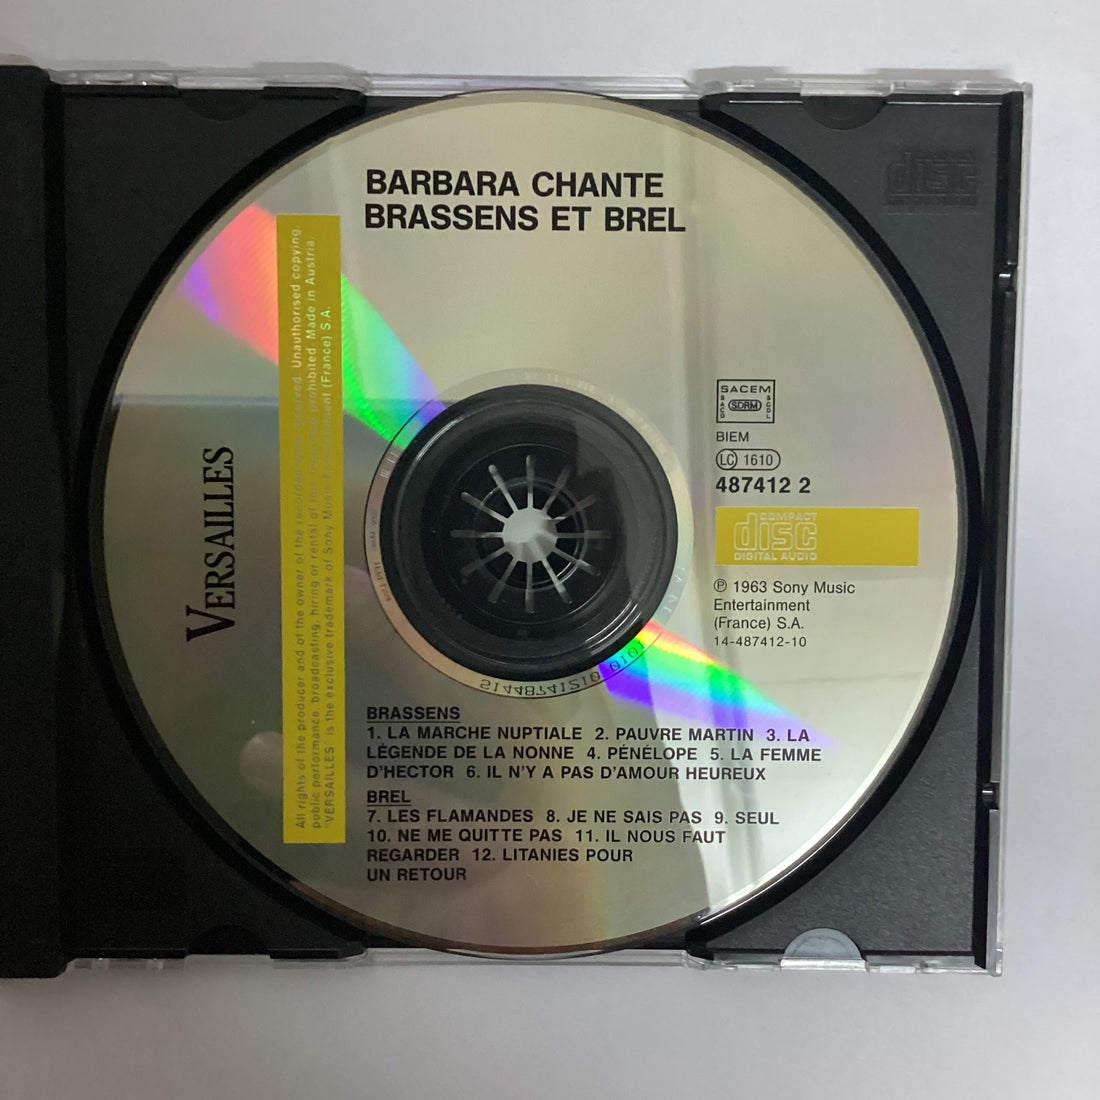 BARBARA CHANTE
BRASSENS ET BREL
All rights of the producer and of the owner of the recorded reserved. Unauthorised copying,
public performance, broadcasting, hiring or rental of this prohibited. Made in Austria.
"VERSAILLES" is the exclusive trademark of Sony Music Entertainment (France) S.A.
VERSAILLES
SACEM
SACD
SDRM
SGDL
BIEM
LC 1610
487412 2
COMPACT
disc
DIGITAL AUDIO
℗ 1963 Sony Music
Entertainment
(France) S.A.
14-487412-10
BRASSENS
1. LA MARCHE NUPTIALE 2. PAUVRE MARTIN 3. LA
LÉGENDE DE LA NONNE 4. PÉNÉLOPE 5. LA FEMME
D'HECTOR 6. IL N'Y A PAS D'AMOUR HEUREUX
BREL
7. LES FLAMANDES 8. JE NE SAIS PAS 9. SEUL
10. NE ME QUITTE PAS 11. IL NOUS FAUT
REGARDER 12. LITANIES POUR
UN RETOUR
disc